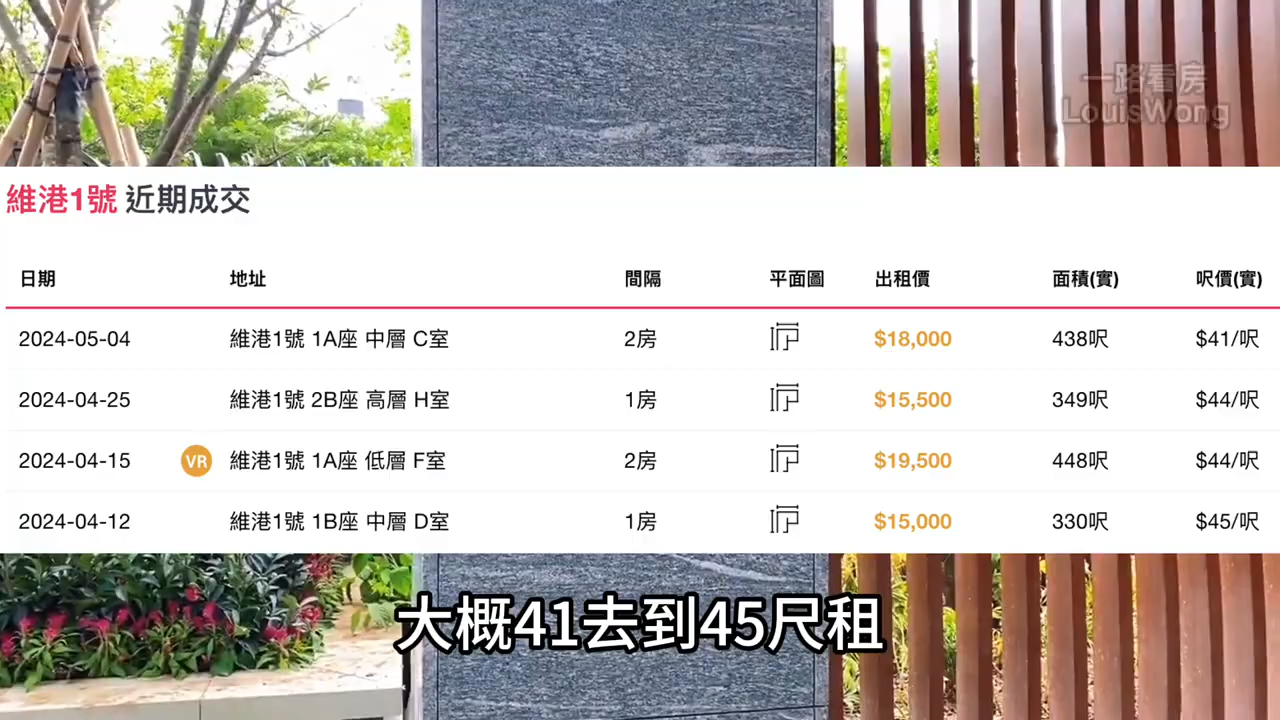 一路看房
LouisWong
維港1號 近期成交
日期 地址 間隔 平面圖 出租價 面積(實) 呎價(實)
2024-05-04 維港1號 1A座 中層 C室 2房 $18,000 438呎 $41/呎
2024-04-25 維港1號 2B座 高層 H室 1房 $15,500 349呎 $44/呎
2024-04-15 VR 維港1號 1A座 低層 F室 2房 $19,500 448呎 $44/呎
2024-04-12 維港1號 1B座 中層 D室 1房 $15,000 330呎 $45/呎
大概41去到45尺租